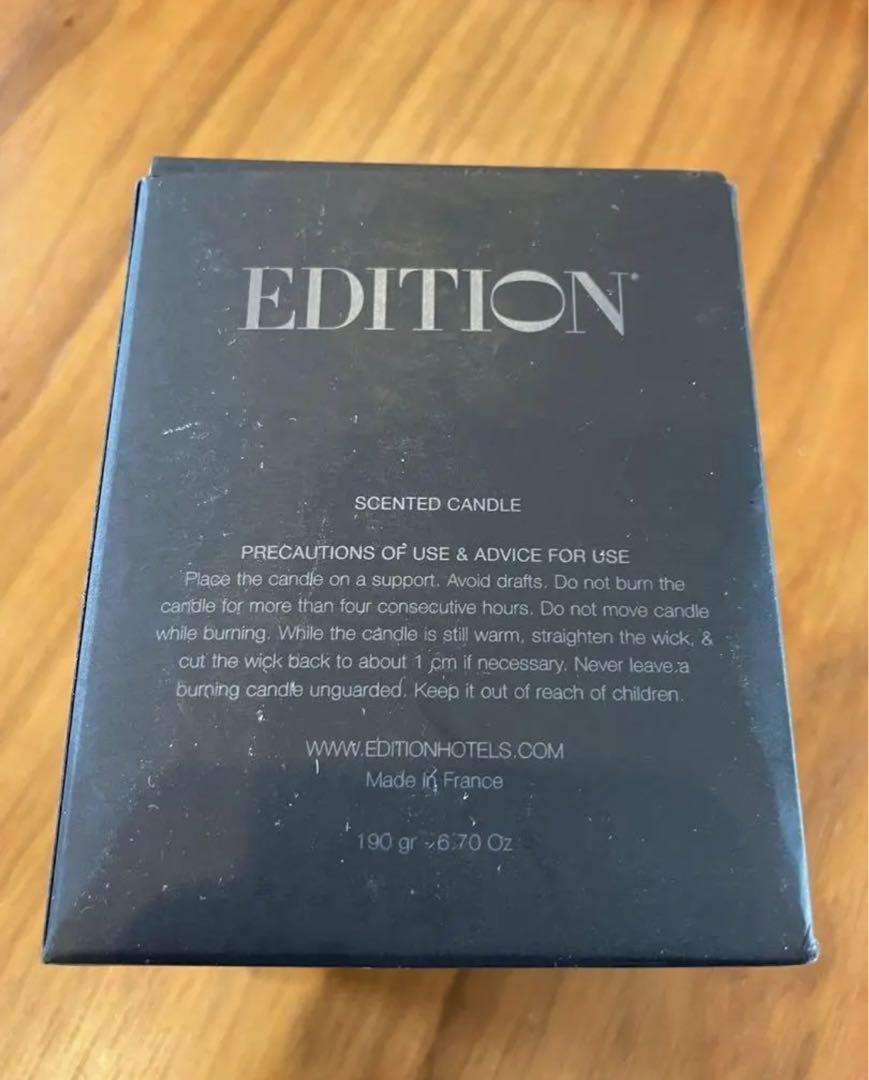 EDITION®
SCENTED CANDLE
PRECAUTIONS OF USE & ADVICE FOR USE
Place the candle on a support. Avoid drafts. Do not burn the
candle for more than four consecutive hours. Do not move candle
while burning. While the candle is still warm, straighten the wick, &
cut the wick back to about 1 cm if necessary. Never leave a
burning candle unguarded. Keep it out of reach of children.
WWW.EDITIONHOTELS.COM
Made In France
190 gr - 6.70 Oz